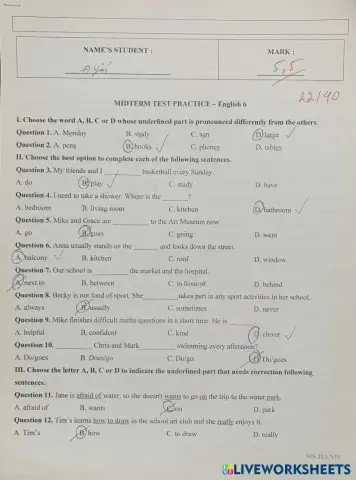 NAME'S STUDENT :
MARK :
5,5
22/40
MIDTERM TEST PRACTICE – English 6
I. Choose the word A, B, C or D whose underlined part is pronounced differently from the others.
Question 1. A. Monday B. study C. sun D. large
Question 2. A. pens B. books C. phones D. tables
II. Choose the best option to complete each of the following sentences.
Question 3. My friends and I ______ basketball every Sunday.
A. do B. play C. study D. have
Question 4. I need to take a shower. Where is the ______?
A. bedroom B. living room C. kitchen D. bathroom
Question 5. Mike and Grace are ______ to the Art Museum now.
A. go B. goes C. going D. went
Question 6. Anna usually stands on the ______ and looks down the street.
A. balcony B. kitchen C. roof D. window
Question 7. Our school is ______ the market and the hospital.
A. next to B. between C. in front of D. behind
Question 8. Becky is not fond of sport. She ______ takes part in any sport activities in her school.
A. always B. usually C. sometimes D. never
Question 9. Mike finishes difficult maths questions in a short time. He is ______
A. helpful B. confident C. kind D. clever
Question 10. ______ Chris and Mark ______ swimming every afternoon?
A. Do/goes B. Does/go C. Do/go D. Do/goes
III. Choose the letter A, B, C or D to indicate the underlined part that needs correction following
sentences.
Question 11. Jane is afraid of water, so she doesn't wants to go on the trip to the water park.
A. afraid of B. wants C. on D. park
Question 12. Tim's learns how to draw in the school art club and she really enjoys it.
A. Tim's B. how C. to draw D. really
MS.HANH
LIVEWORKSHEETS